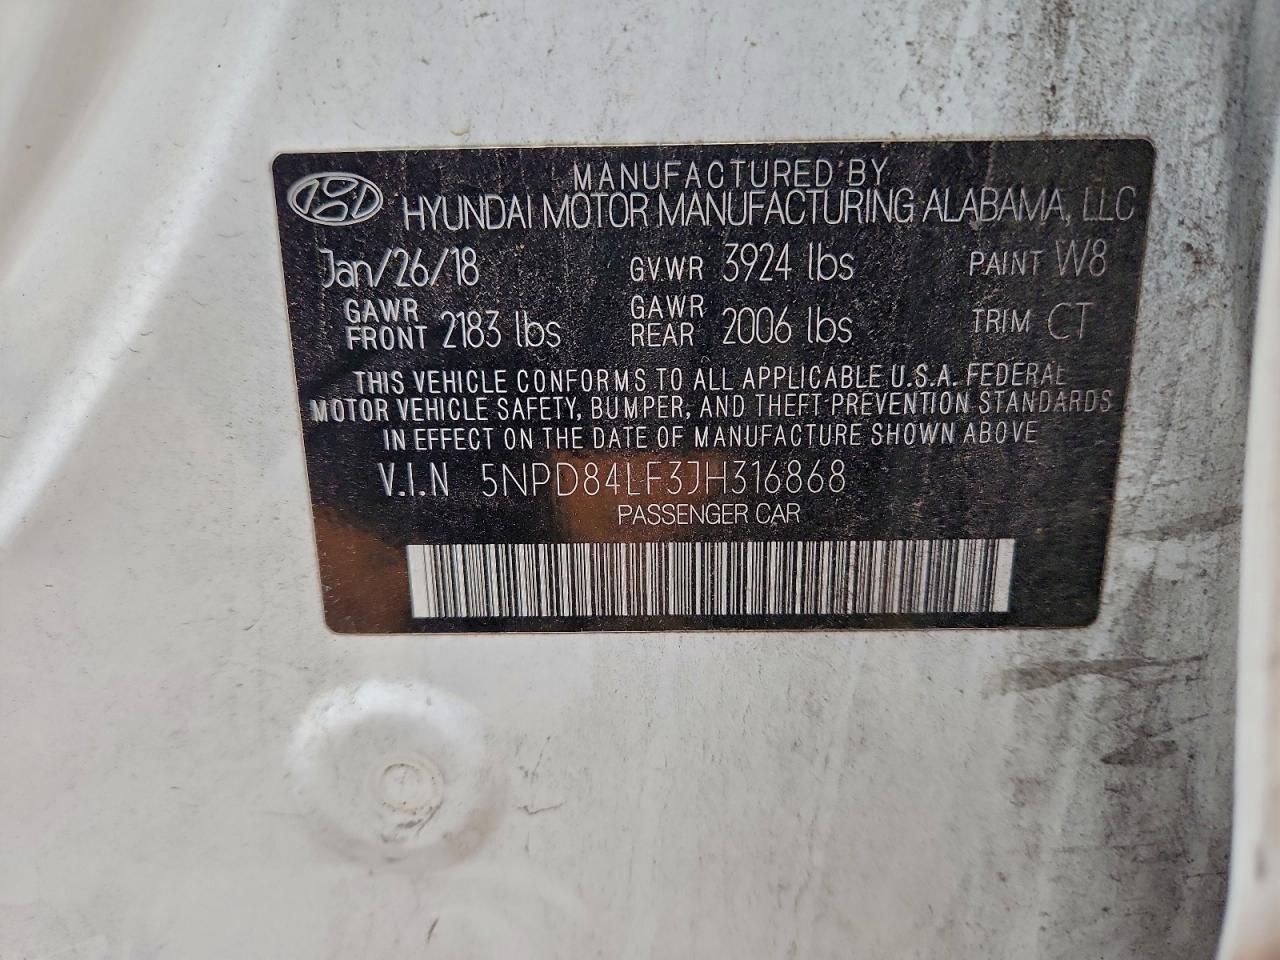 MANUFACTURED BY
HYUNDAI MOTOR MANUFACTURING ALABAMA, LLC
Jan/26/18 GVWR 3924 lbs PAINT W8
GAWR FRONT 2183 lbs GAWR REAR 2006 lbs TRIM CT
THIS VEHICLE CONFORMS TO ALL APPLICABLE U.S.A. FEDERAL
MOTOR VEHICLE SAFETY, BUMPER, AND THEFT PREVENTION STANDARDS
IN EFFECT ON THE DATE OF MANUFACTURE SHOWN ABOVE
V.I.N 5NPD84LF3JH316868
PASSENGER CAR